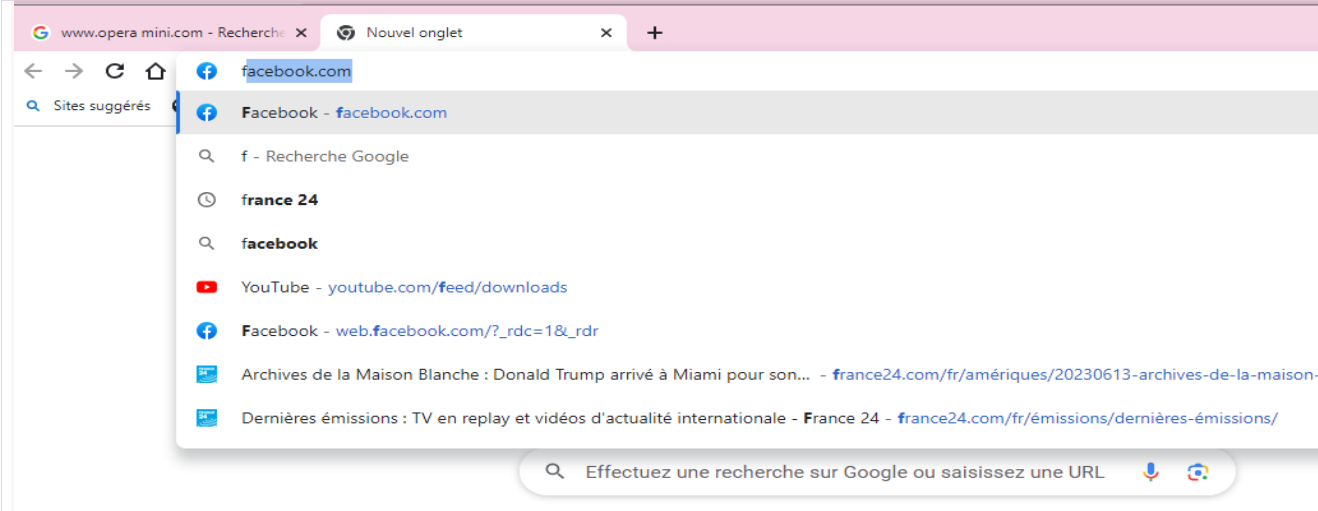 www.opera mini.com - Recherche
Nouvel onglet
facebook.com
Sites suggérés
Facebook - facebook.com
f - Recherche Google
france 24
facebook
YouTube - youtube.com/feed/downloads
Facebook - web.facebook.com/?_rdc=1&_rdr
Archives de la Maison Blanche : Donald Trump arrivé à Miami pour son... - france24.com/fr/amériques/20230613-archives-de-la-maison-
Dernières émissions : TV en replay et vidéos d'actualité internationale - France 24 - france24.com/fr/émissions/dernières-émissions/
Effectuez une recherche sur Google ou saisissez une URL